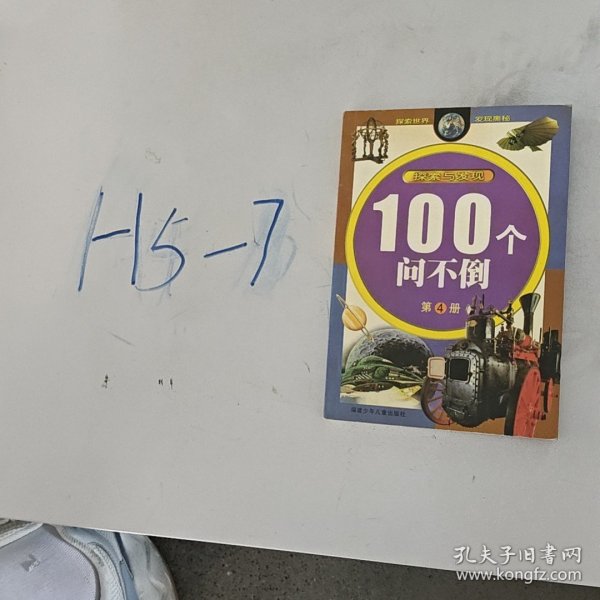 H5-7
探索世界 发现奥秘
探索与发现
100个
问不倒
第4册
福建少年儿童出版社
孔夫子旧书网
www.kongfz.com